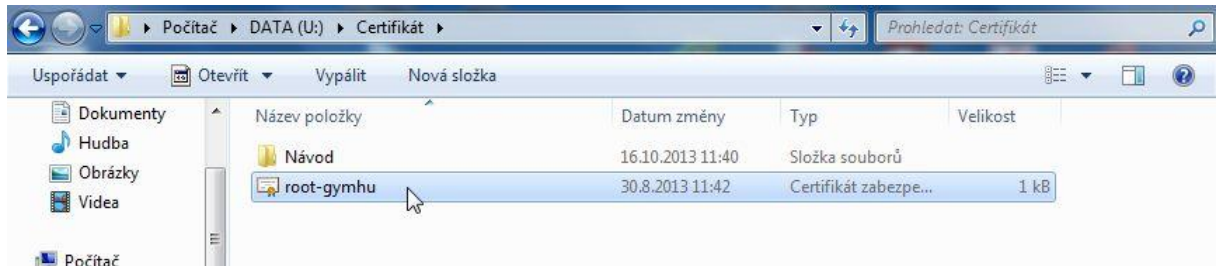 Počítač ▸ DATA (U:) ▸ Certifikát ▸ Prohledat: Certifikát
Uspořádat Otevřít Vypálit Nová složka
Dokumenty
Hudba
Obrázky
Videa
Počítač
Název položky Datum změny Typ Velikost
Návod 16.10.2013 11:40 Složka souborů
root-gymhu 30.8.2013 11:42 Certifikát zabezpe... 1 kB